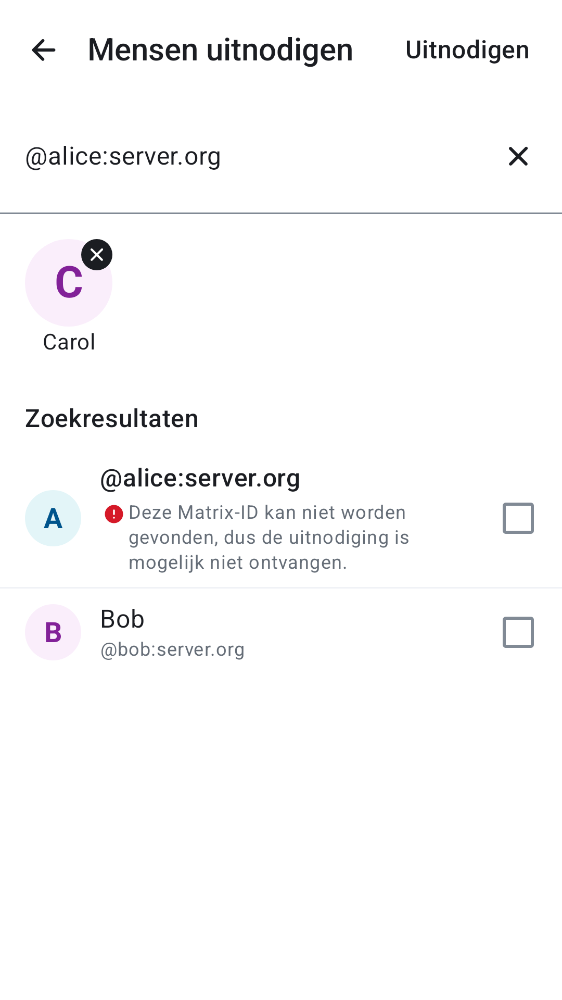 Mensen uitnodigen
Uitnodigen
@alice:server.org
C
Carol
Zoekresultaten
A
@alice:server.org
Deze Matrix-ID kan niet worden
gevonden, dus de uitnodiging is
mogelijk niet ontvangen.
B
Bob
@bob:server.org